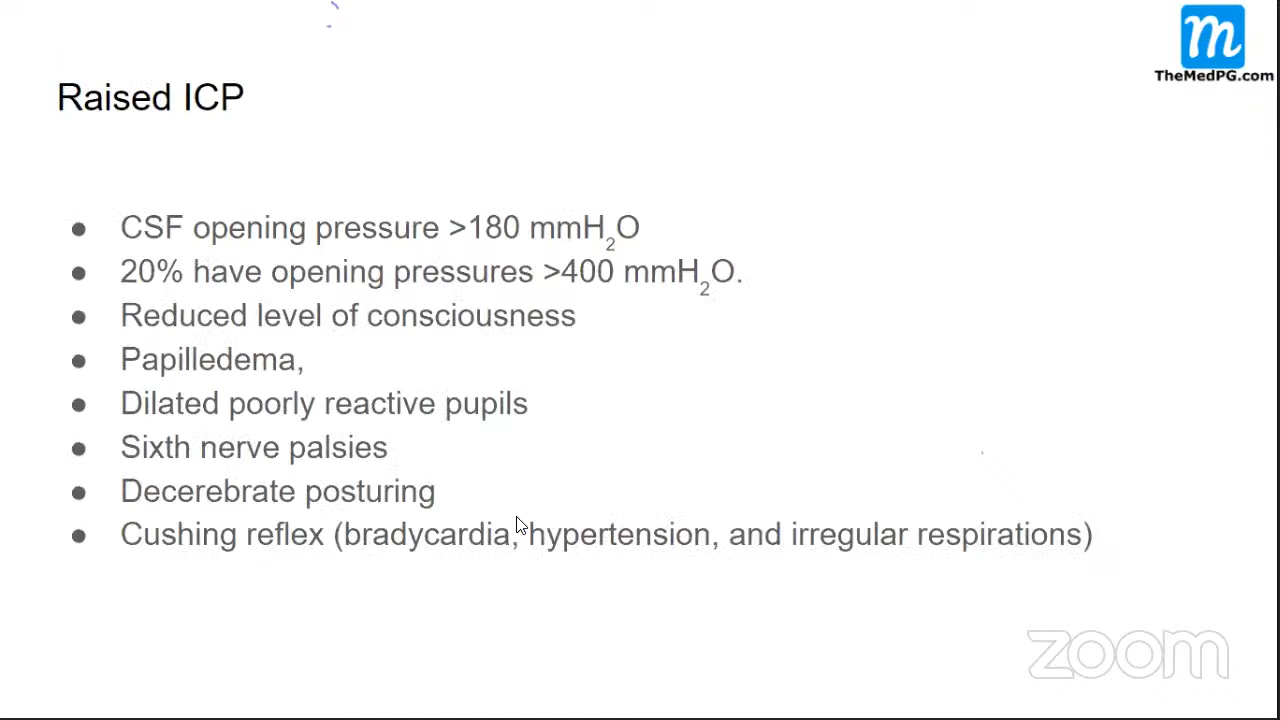 m
TheMedPG.com
Raised ICP
● CSF opening pressure >180 mmH₂O
● 20% have opening pressures >400 mmH₂O.
● Reduced level of consciousness
● Papilledema,
● Dilated poorly reactive pupils
● Sixth nerve palsies
● Decerebrate posturing
● Cushing reflex (bradycardia, hypertension, and irregular respirations)
zoom